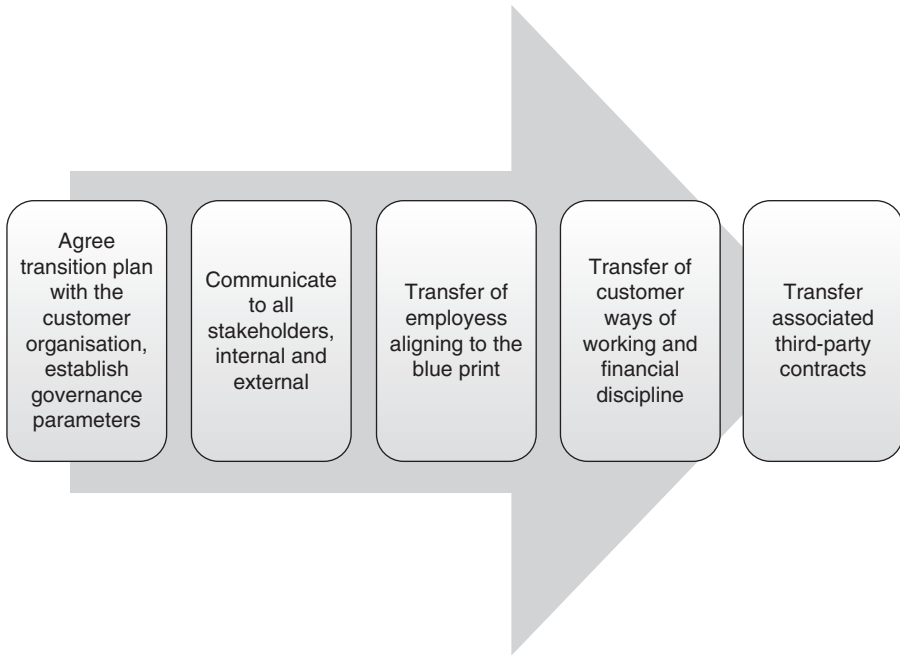 Agree
transition plan
with the
customer
organisation,
establish
governance
parameters
Communicate
to all
stakeholders,
internal and
external
Transfer of
employess
aligning to the
blue print
Transfer of
customer
ways of
working and
financial
discipline
Transfer
associated
third-party
contracts